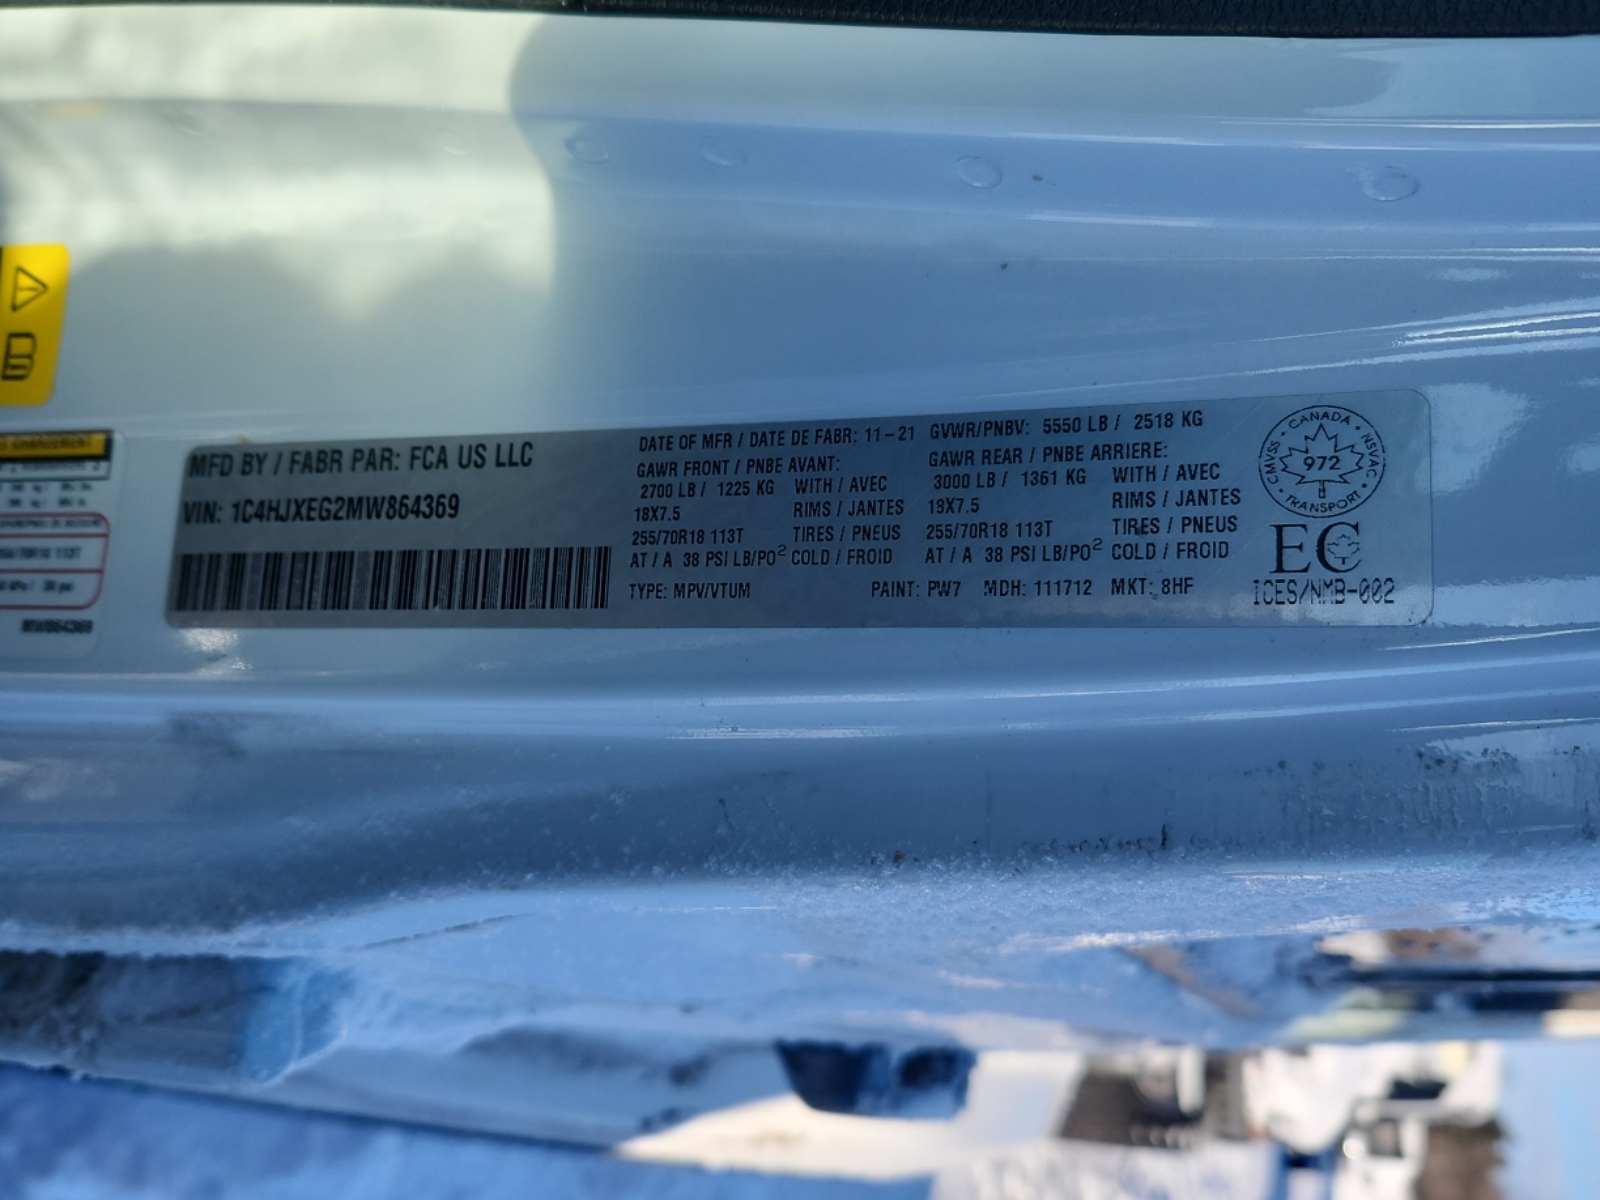 MFD BY / FABR PAR: FCA US LLC
VIN: 1C4HJXEG2MW864369
DATE OF MFR / DATE DE FABR: 11-21 GVWR/PNBV: 5550 LB / 2518 KG
GAWR FRONT / PNBE AVANT:
2700 LB / 1225 KG WITH / AVEC
18X7.5 RIMS / JANTES
255/70R18 113T TIRES / PNEUS
AT / A 38 PSI LB/PO² COLD / FROID
GAWR REAR / PNBE ARRIERE:
3000 LB / 1361 KG WITH / AVEC
18X7.5 RIMS / JANTES
255/70R18 113T TIRES / PNEUS
AT / A 38 PSI LB/PO² COLD / FROID
TYPE: MPV/VTUM PAINT: PW7 MDH: 111712 MKT: 8HF
CANADA
CMVSS NSVAC
972
TRANSPORT
EC
ICES/NMB-002
MW864369